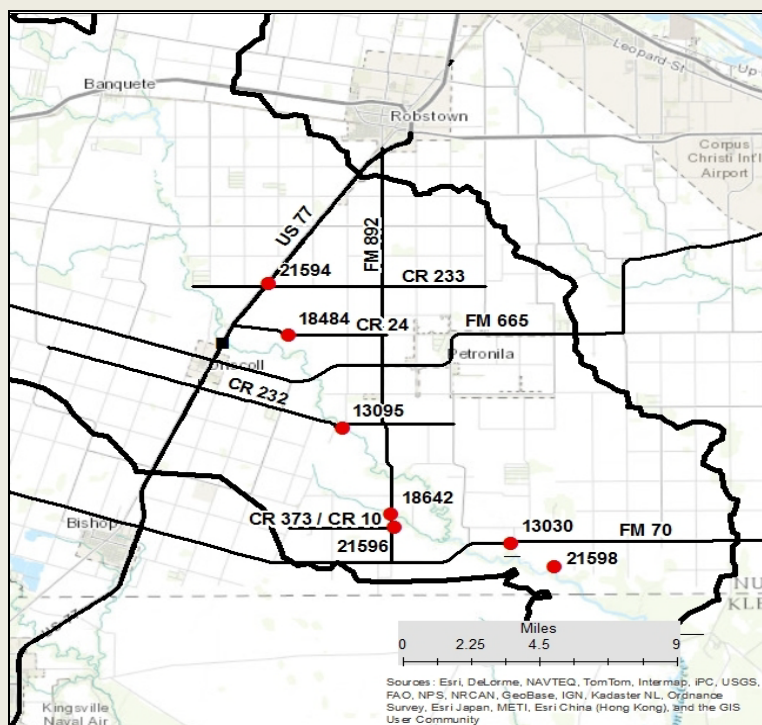 Leopard-St
Up
Banquete
Robstown
Corpus
Christi Int'l
Airport
US 77
FM 892
21594
CR 233
18484
CR 24
FM 665
Petronila
Driscoll
CR 232
13095
18642
CR 373 / CR 10
13030
FM 70
Bishop
21596
21598
NU
KLE
US 77
Miles
0 2.25 4.5 9
Sources: Esri, DeLorme, NAVTEQ, TomTom, Intermap, iPC, USGS,
FAO, NPS, NRCAN, GeoBase, IGN, Kadaster NL, Ordnance
Survey, Esri Japan, METI, Esri China (Hong Kong), and the GIS
User Community
Kingsville
Naval Air